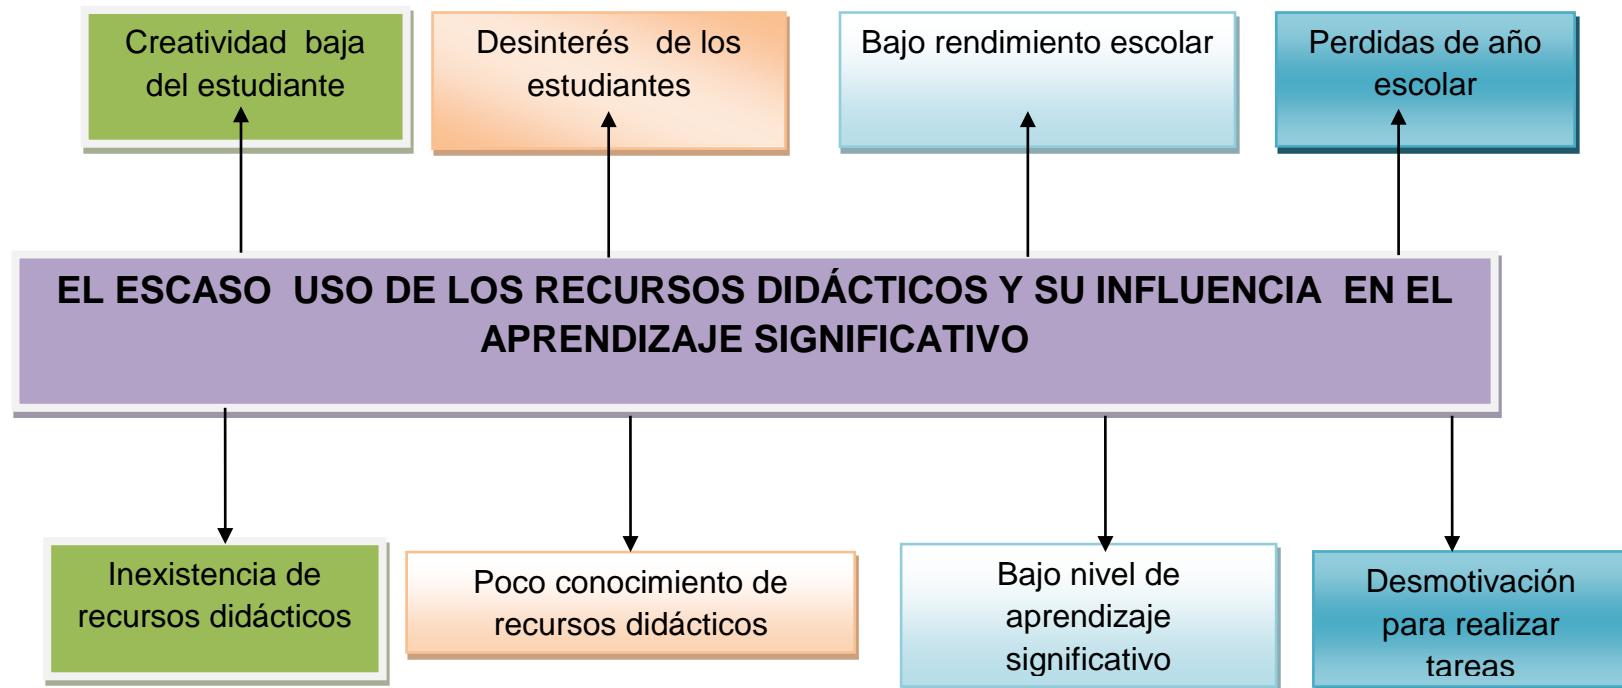 Creatividad  baja
del estudiante
Desinterés   de los
estudiantes
Bajo rendimiento escolar
Perdidas de año
escolar
EL ESCASO  USO DE LOS RECURSOS DIDÁCTICOS Y SU INFLUENCIA  EN EL
APRENDIZAJE SIGNIFICATIVO
Inexistencia de
recursos didácticos
Poco conocimiento de
recursos didácticos
Bajo nivel de
aprendizaje
significativo
Desmotivación
para realizar
tareas